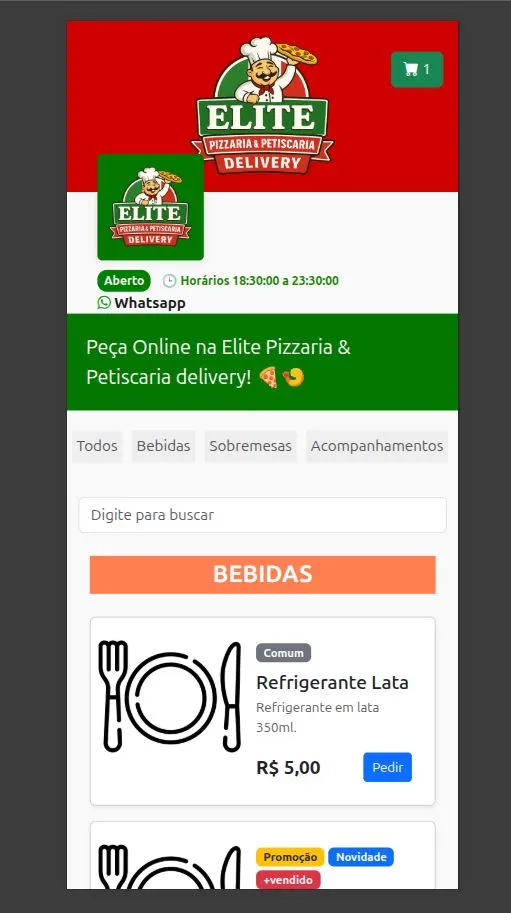 ELITE
PIZZARIA & PETISCARIA
DELIVERY
1
ELITE
PIZZARIA & PETISCARIA
DELIVERY
Aberto
Horários 18:30:00 a 23:30:00
Whatsapp
Peça Online na Elite Pizzaria &
Petiscaria delivery! 🍕🍤
Todos Bebidas Sobremesas Acompanhamentos
Digite para buscar
BEBIDAS
Comum
Refrigerante Lata
Refrigerante em lata
350ml.
R$ 5,00 Pedir
Promoção Novidade
+vendido